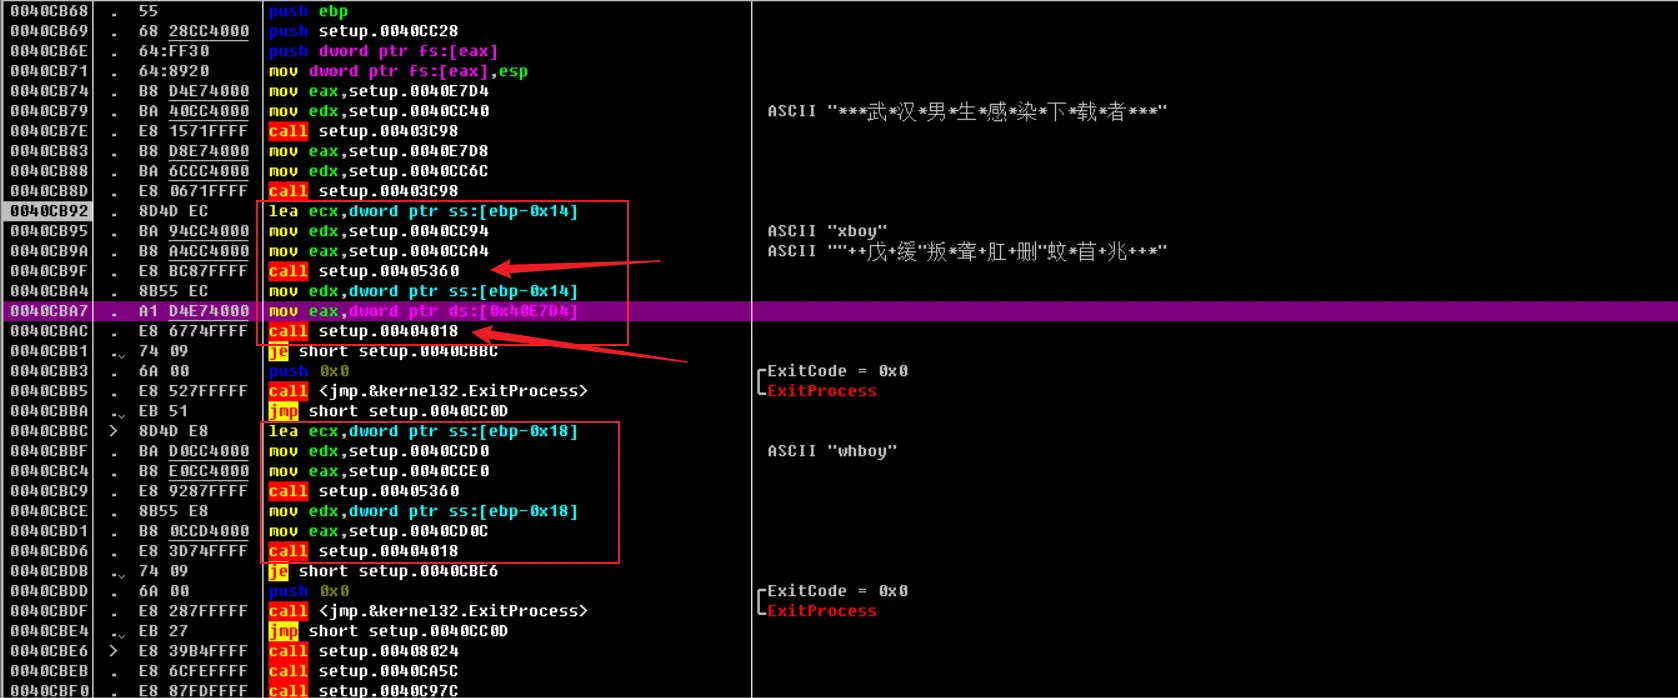 0040CB68 . 55 push ebp
0040CB69 . 68 28CC4000 push setup.0040CC28
0040CB6E . 64:FF30 push dword ptr fs:[eax]
0040CB71 . 64:8920 mov dword ptr fs:[eax],esp
0040CB74 . B8 D4E74000 mov eax,setup.0040E7D4
0040CB79 . BA 40CC4000 mov edx,setup.0040CC40 ASCII "***武*汉*男*生*感*染*下*载*者***"
0040CB7E . E8 1571FFFF call setup.00403C98
0040CB83 . B8 D8E74000 mov eax,setup.0040E7D8
0040CB88 . BA 6CCC4000 mov edx,setup.0040CC6C
0040CB8D . E8 0671FFFF call setup.00403C98
0040CB92 . 8D4D EC lea ecx,dword ptr ss:[ebp-0x14]
0040CB95 . BA 94CC4000 mov edx,setup.0040CC94 ASCII "xboy"
0040CB9A . B8 A4CC4000 mov eax,setup.0040CCA4 ASCII ""++戊+缓"叛*聋+肛+删"蚊*苜+兆++*"
0040CB9F . E8 BC87FFFF call setup.00405360
0040CBA4 . 8B55 EC mov edx,dword ptr ss:[ebp-0x14]
0040CBA7 . A1 D4E74000 mov eax,dword ptr ds:[0x40E7D4]
0040CBAC . E8 6774FFFF call setup.00404018
0040CBB1 .⌄ 74 09 je short setup.0040CBBC
0040CBB3 . 6A 00 push 0x0 ExitCode = 0x0
0040CBB5 . E8 527FFFFF call <jmp.&kernel32.ExitProcess> ExitProcess
0040CBBA .⌄ EB 51 jmp short setup.0040CC0D
0040CBBC > 8D4D E8 lea ecx,dword ptr ss:[ebp-0x18]
0040CBBF . BA D0CC4000 mov edx,setup.0040CCD0 ASCII "whboy"
0040CBC4 . B8 E0CC4000 mov eax,setup.0040CCE0
0040CBC9 . E8 9287FFFF call setup.00405360
0040CBCE . 8B55 E8 mov edx,dword ptr ss:[ebp-0x18]
0040CBD1 . B8 0CCD4000 mov eax,setup.0040CD0C
0040CBD6 . E8 3D74FFFF call setup.00404018
0040CBDB .⌄ 74 09 je short setup.0040CBE6
0040CBDD . 6A 00 push 0x0 ExitCode = 0x0
0040CBDF . E8 287FFFFF call <jmp.&kernel32.ExitProcess> ExitProcess
0040CBE4 .⌄ EB 27 jmp short setup.0040CC0D
0040CBE6 > E8 39B4FFFF call setup.00408024
0040CBEB . E8 6CFEFFFF call setup.0040CA5C
0040CBF0 . E8 87FDFFFF call setup.0040C97C